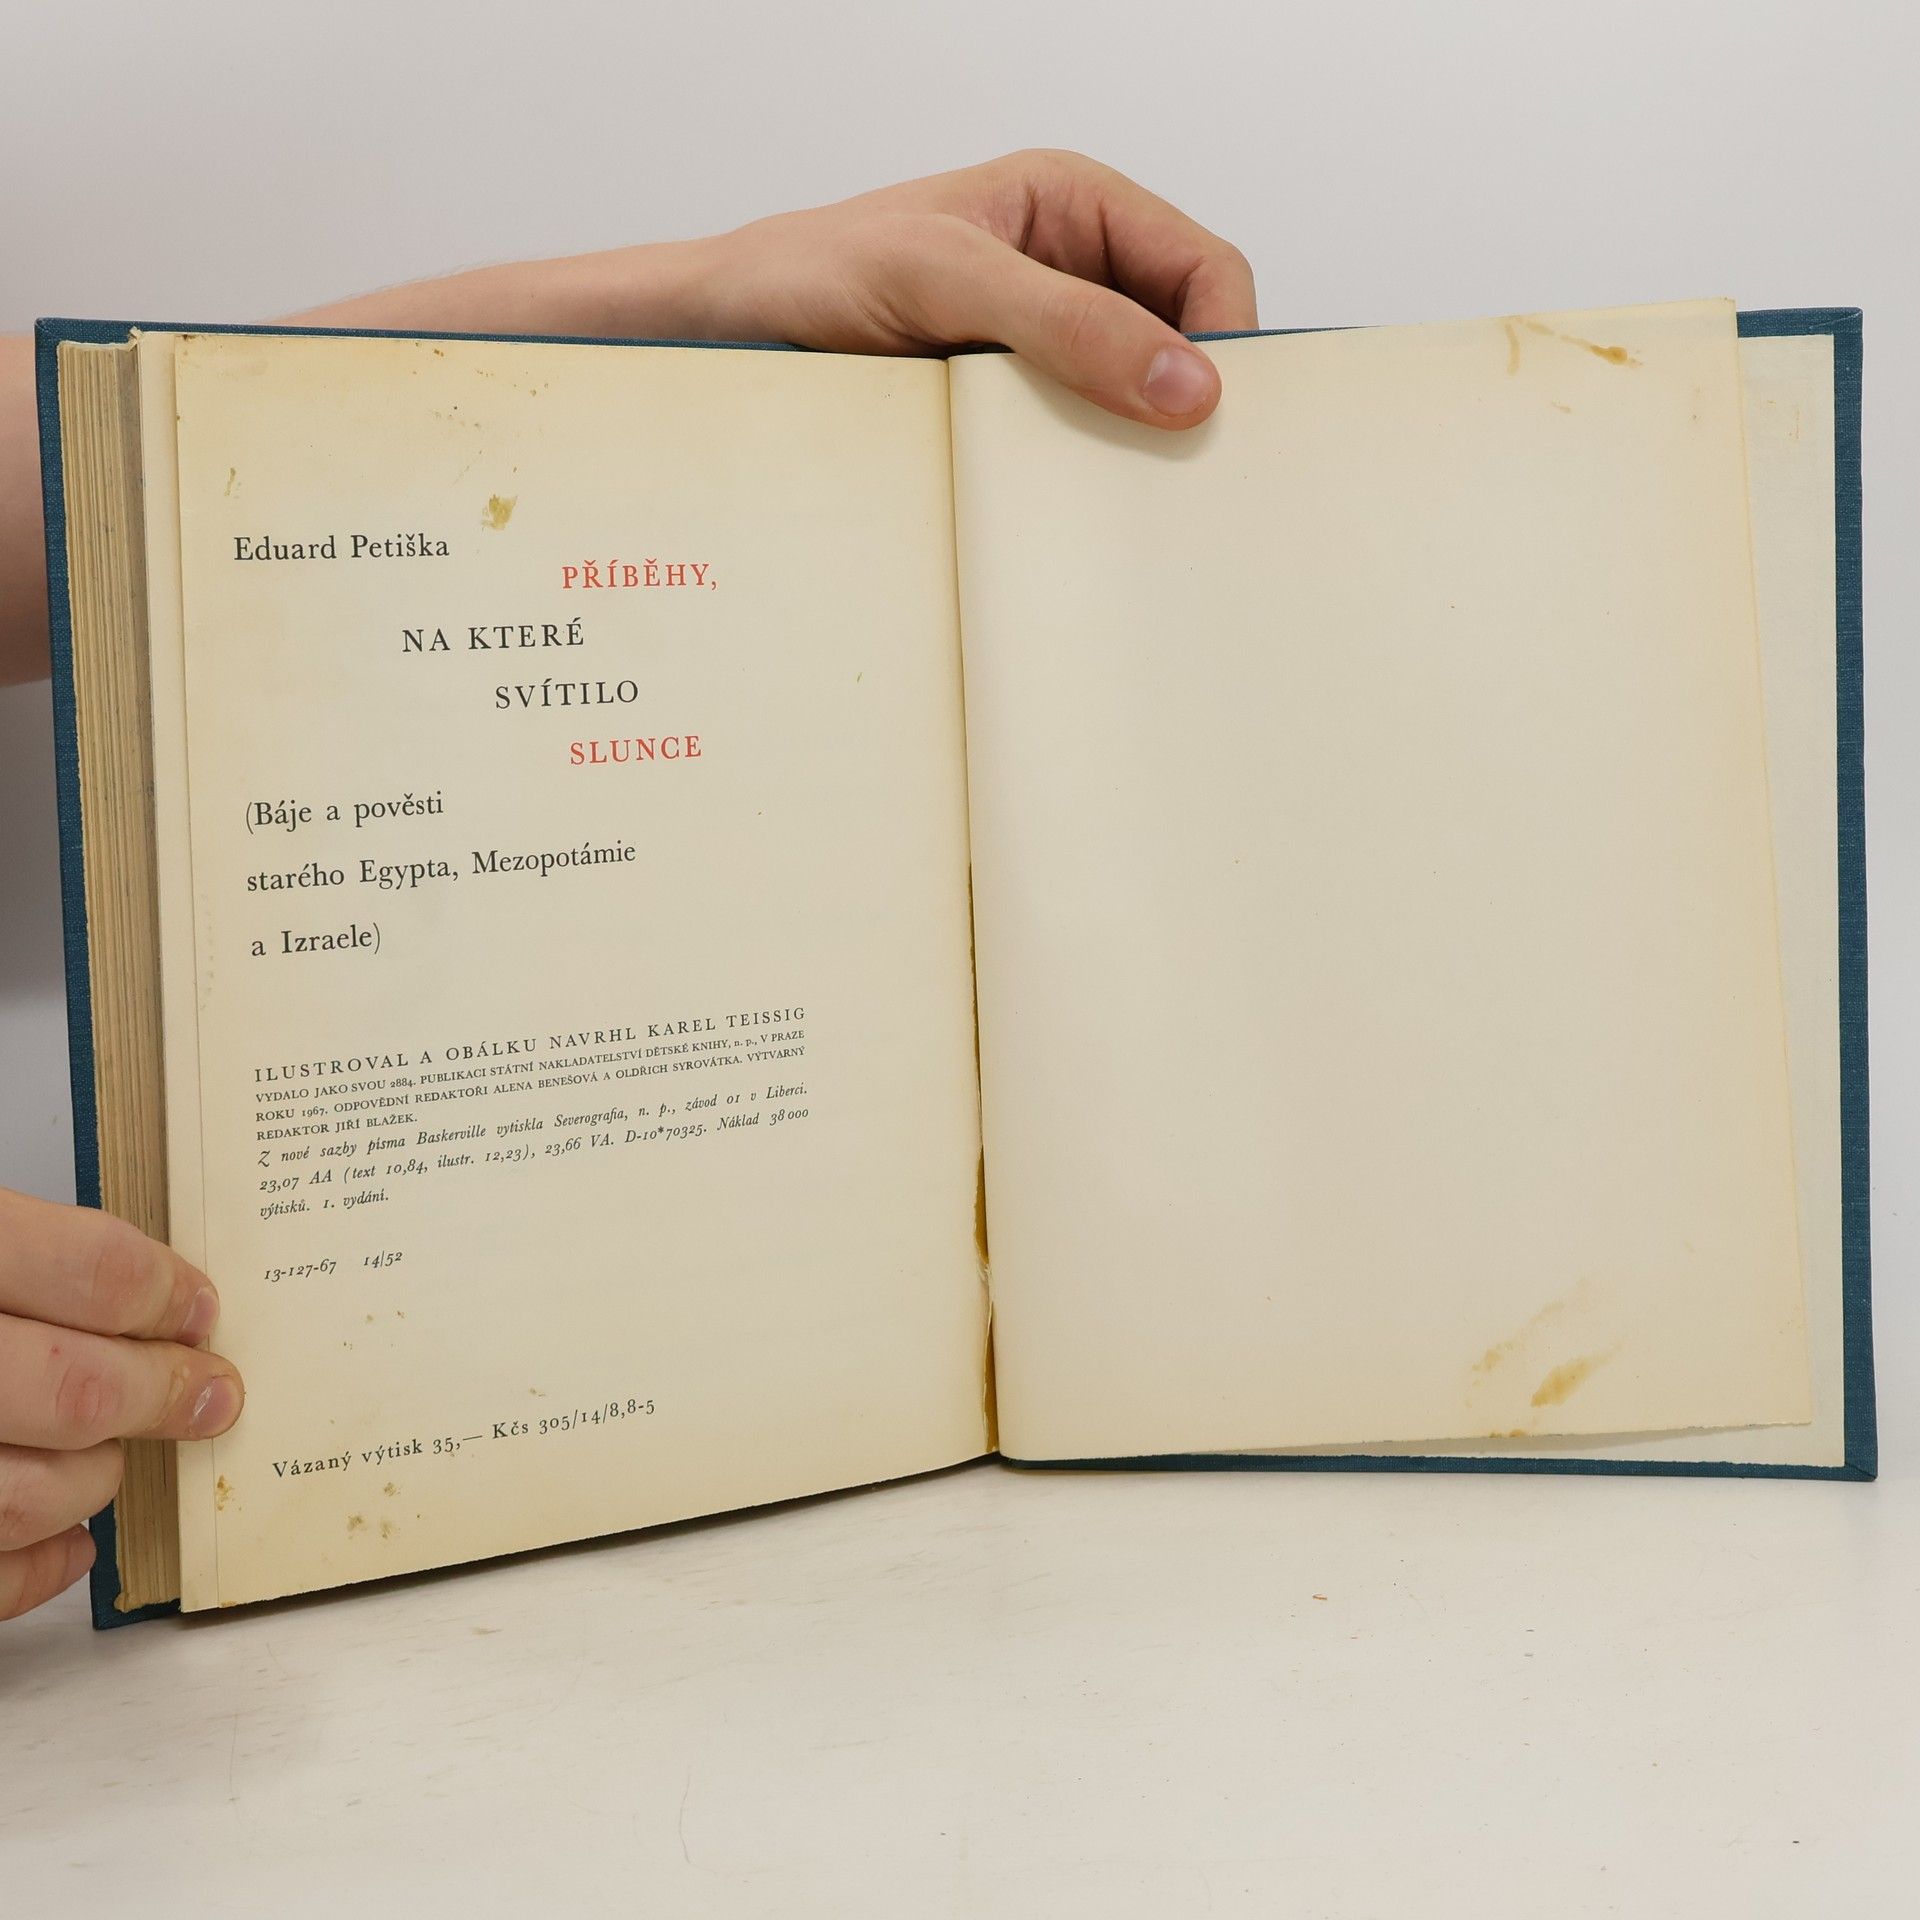 Eduard Petiška
PŘÍBĚHY,
NA KTERÉ
SVÍTILO
SLUNCE
(Báje a pověsti
starého Egypta, Mezopotámie
a Izraele)
ILUSTROVAL A OBÁLKU NAVRHL KAREL TEISSIG
VYDALO JAKO SVOU 2884. PUBLIKACI STÁTNÍ NAKLADATELSTVÍ DĚTSKÉ KNIHY, n. p., V PRAZE
ROKU 1967. ODPOVĚDNÍ REDAKTOŘI ALENA BENEŠOVÁ A OLDŘICH SYROVÁTKA. VÝTVARNÝ
REDAKTOR JIŘÍ BLAŽEK.
Z nové sazby písma Baskerville vytiskla Severografia, n. p., závod 01 v Liberci.
23,07 AA (text 10,84, ilustr. 12,23), 23,66 VA. D-10*70325. Náklad 38 000
výtisků. 1. vydání.
13-127-67 14/52
Vázaný výtisk 35,— Kčs 305/14/8,8-5